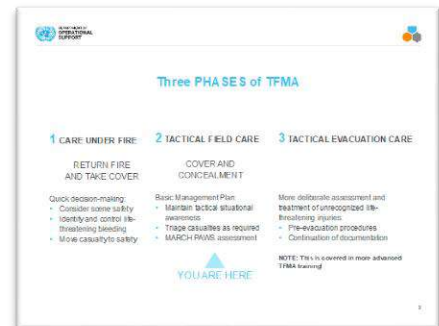 DEPARTMENT OF
OPERATIONAL
SUPPORT
Three PHASES of TFMA
1 CARE UNDER FIRE
RETURN FIRE
AND TAKE COVER
Quick decision-making:
• Consider scene safety
• Identify and control life-
threatening bleeding
• Move casualty to safety
2 TACTICAL FIELD CARE
COVER AND
CONCEALMENT
Basic Management Plan
• Maintain tactical situational
awareness
• Triage casualties as required
• MARCH PAWS assessment
YOU ARE HERE
3 TACTICAL EVACUATION CARE
More deliberate assessment and
treatment of unrecognized life-
threatening injuries
• Pre-evacuation procedures
• Continuation of documentation
NOTE: This is covered in more advanced
TFMA training!